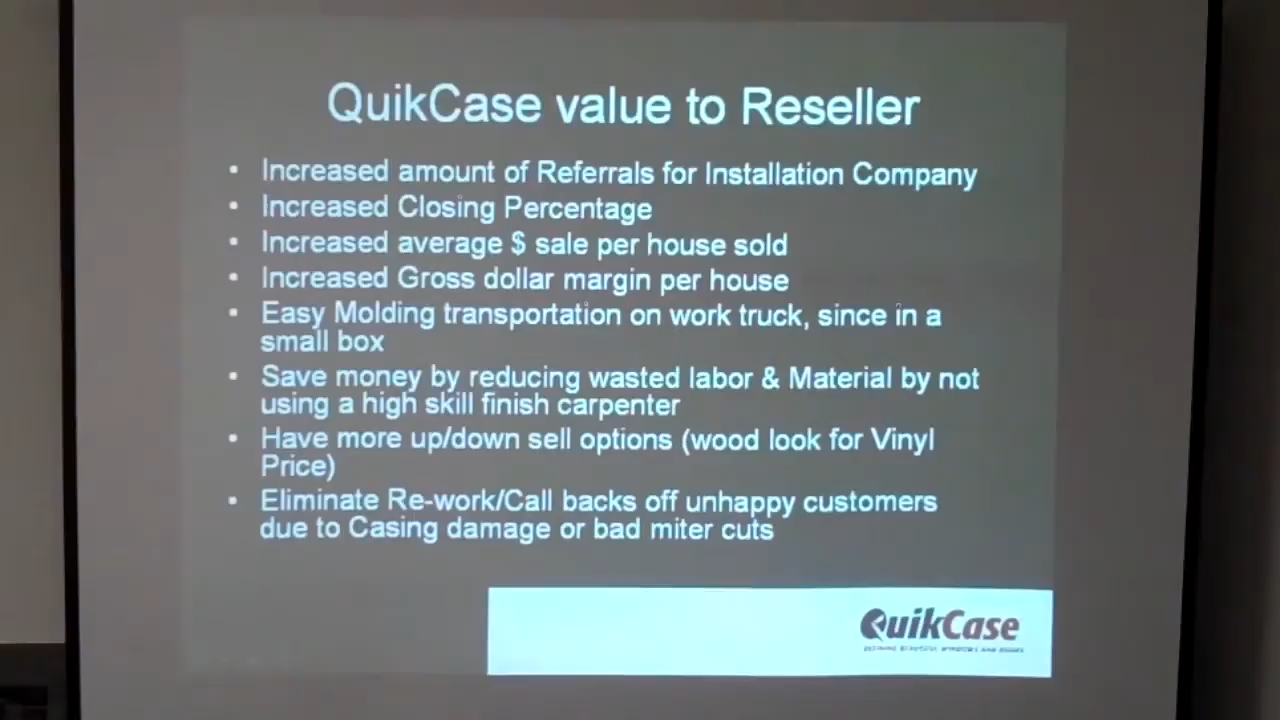 QuikCase value to Reseller
• Increased amount of Referrals for Installation Company
• Increased Closing Percentage
• Increased average $ sale per house sold
• Increased Gross dollar margin per house
• Easy Molding transportation on work truck, since in a
small box
• Save money by reducing wasted labor & Material by not
using a high skill finish carpenter
• Have more up/down sell options (wood look for Vinyl
Price)
• Eliminate Re-work/Call backs off unhappy customers
due to Casing damage or bad miter cuts
QuikCase
BEAUTIFUL WINDOWS AND DOORS